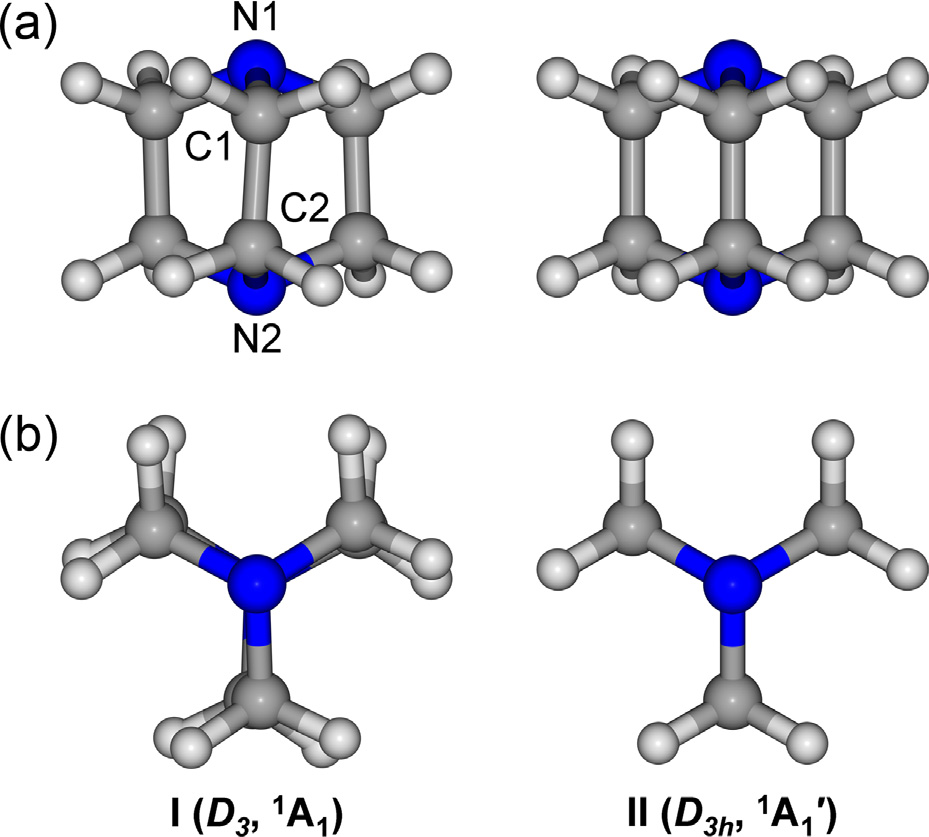 (a)
N1
C1
C2
N2
(b)
I (D3, ¹A₁)
II (D3h, ¹A₁′)